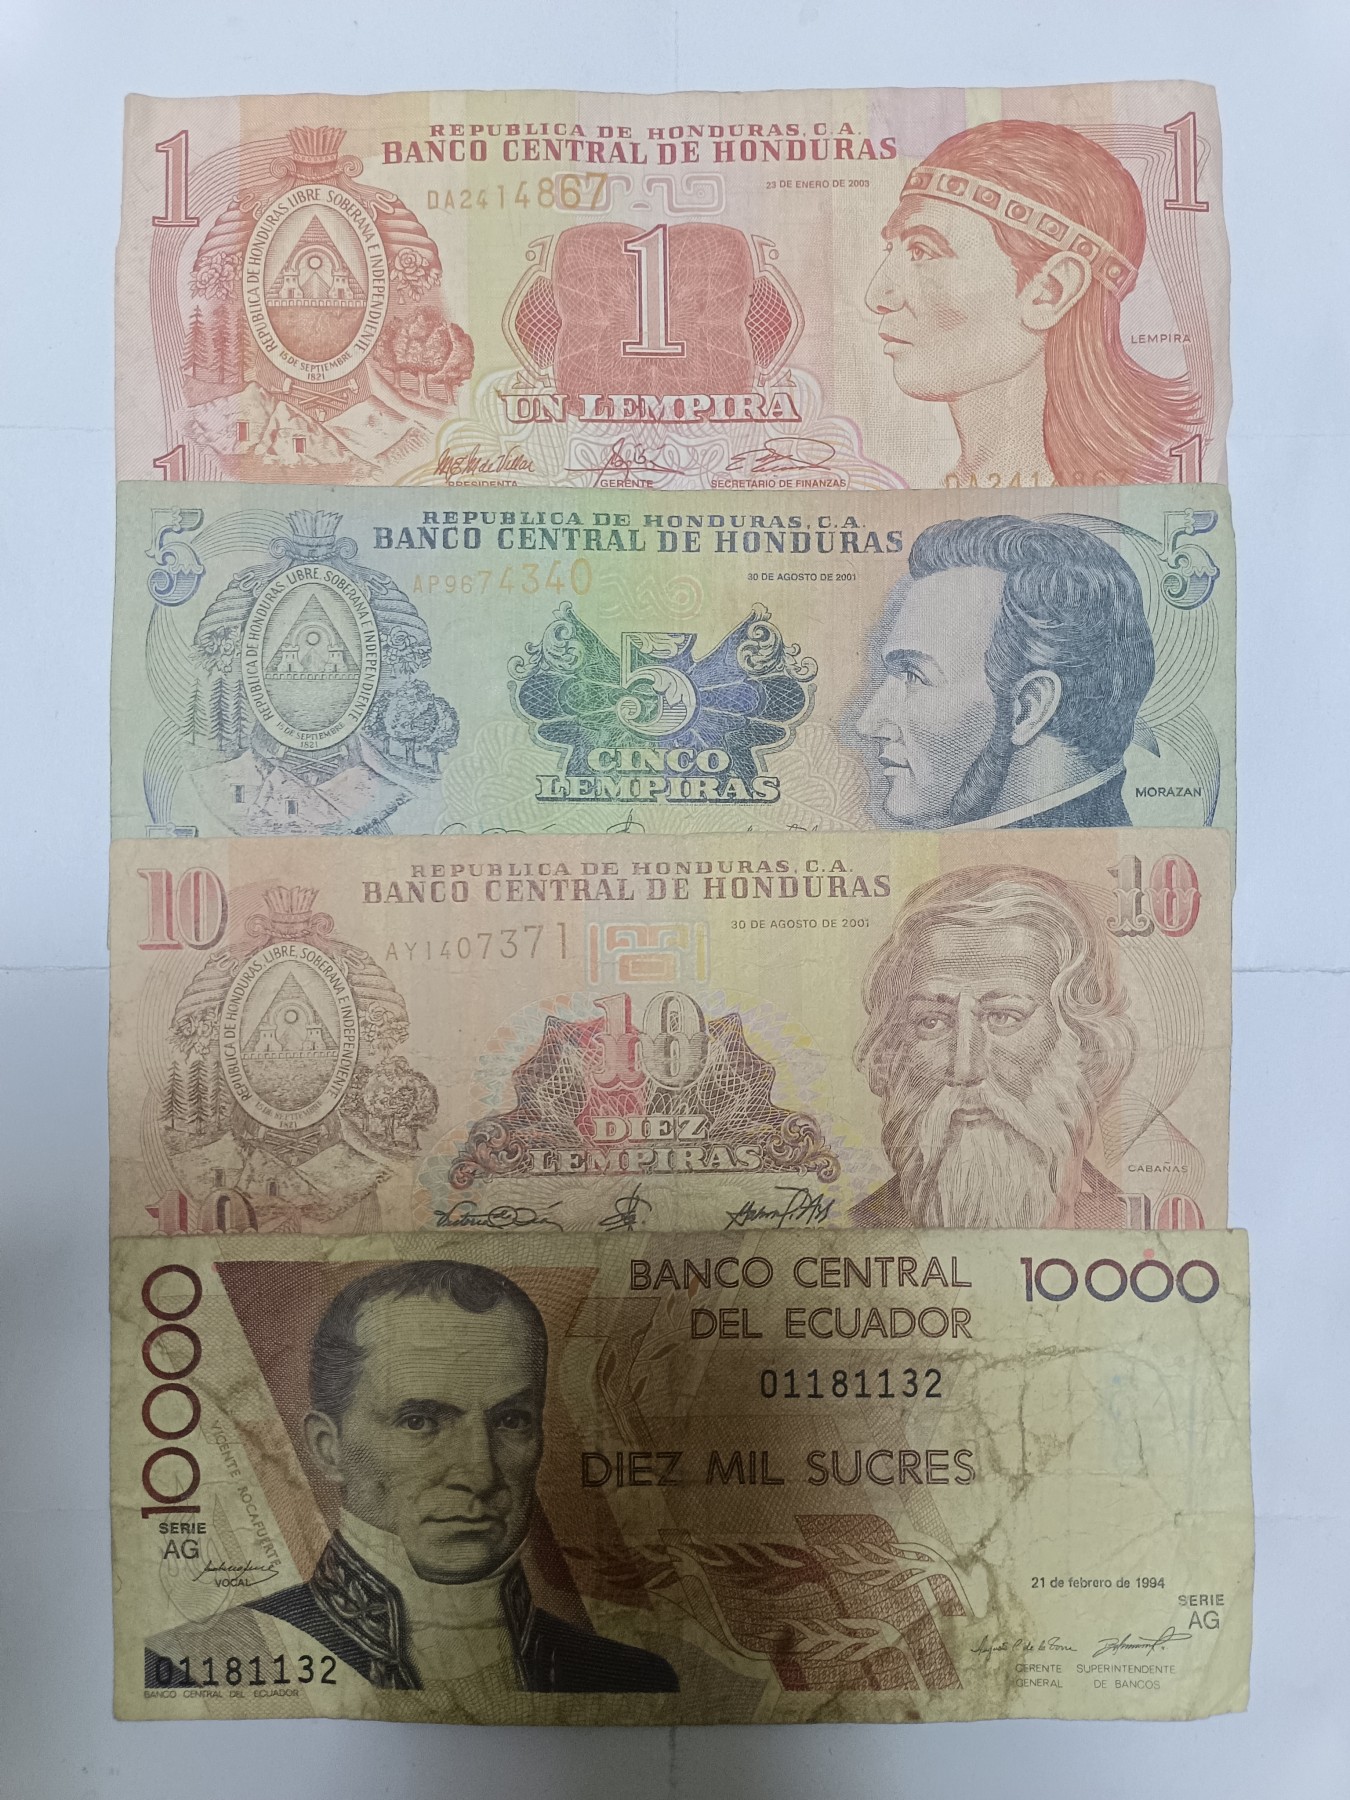 1
REPUBLICA DE HONDURAS, C.A.
1
BANCO CENTRAL DE HONDURAS
DA2414867
23 DE ENERO DE 2003
REPUBLICA DE HONDURAS LIBRE, SOBERANA E INDEPENDIENTE
15 DE SEPTIEMBRE
1821
1
LEMPIRA
UN LEMPIRA
1
PRESIDENTA
GERENTE
SECRETARIO DE FINANZAS
1
5
REPUBLICA DE HONDURAS, C.A.
5
BANCO CENTRAL DE HONDURAS
AP9674340
30 DE AGOSTO DE 2001
REPUBLICA DE HONDURAS, LIBRE, SOBERANA E INDEPENDIENTE
DE SEPTIEMBRE
1821
5
CINCO
LEMPIRAS
MORAZAN
10
REPUBLICA DE HONDURAS, C.A.
10
BANCO CENTRAL DE HONDURAS
AY1407371
30 DE AGOSTO DE 2001
REPUBLICA DE HONDURAS, LIBRE, SOBERANA E INDEPENDIENTE
1821
10
DIEZ
LEMPIRAS
CABAÑAS
10
10
10000
BANCO CENTRAL
DEL ECUADOR
10000
01181132
DIEZ MIL SUCRES
VICENTE ROCAFUERTE
SERIE
AG
VOCAL
21 de febrero de 1994
SERIE
AG
GERENTE
GENERAL
SUPERINTENDENTE
DE BANCOS
01181132
BANCO CENTRAL DEL ECUADOR